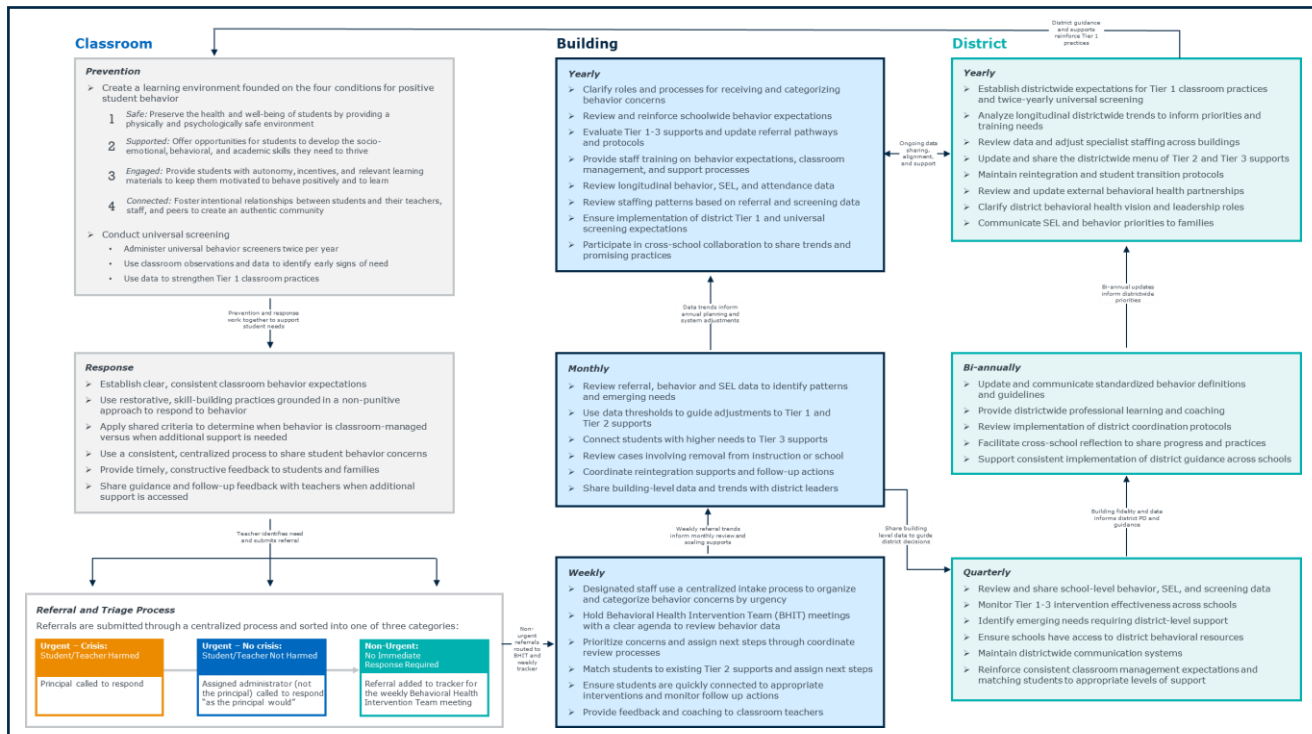 District guidance
and supports
reinforce Tier 1
practices
Classroom
Prevention
➤ Create a learning environment founded on the four conditions for positive
student behavior
1 Safe: Preserve the health and well-being of students by providing a
physically and psychologically safe environment
2 Supported: Offer opportunities for students to develop the socio-
emotional, behavioral, and academic skills they need to thrive
3 Engaged: Provide students with autonomy, incentives, and relevant learning
materials to keep them motivated to behave positively and to learn
4 Connected: Foster intentional relationships between students and their teachers,
staff, and peers to create an authentic community
➤ Conduct universal screening
• Administer universal behavior screeners twice per year
• Use classroom observations and data to identify early signs of need
• Use data to strengthen Tier 1 classroom practices
Prevention and response
work together to support
student needs
Response
➤ Establish clear, consistent classroom behavior expectations
➤ Use restorative, skill-building practices grounded in a non-punitive
approach to respond to behavior
➤ Apply shared criteria to determine when behavior is classroom-managed
versus when additional support is needed
➤ Use a consistent, centralized process to share student behavior concerns
➤ Provide timely, constructive feedback to students and families
➤ Share guidance and follow-up feedback with teachers when additional
support is accessed
Teacher identifies need
and submits referral
Referral and Triage Process
Referrals are submitted through a centralized process and sorted into one of three categories:
Urgent – Crisis:
Student/Teacher Harmed
Principal called to respond
Urgent – No crisis:
Student/Teacher Not Harmed
Assigned administrator (not
the principal) called to respond
"as the principal would"
Non-Urgent:
No Immediate
Response Required
Referral added to tracker for
the weekly Behavioral Health
Intervention Team meeting
Non-
urgent
referrals
routed to
BHIT and
weekly
tracker
Building
Yearly
➤ Clarify roles and processes for receiving and categorizing
behavior concerns
➤ Review and reinforce schoolwide behavior expectations
➤ Evaluate Tier 1-3 supports and update referral pathways
and protocols
➤ Provide staff training on behavior expectations, classroom
management, and support processes
➤ Review longitudinal behavior, SEL, and attendance data
➤ Review staffing patterns based on referral and screening data
➤ Ensure implementation of district Tier 1 and universal
screening expectations
➤ Participate in cross-school collaboration to share trends and
promising practices
Data trends inform
annual planning and
system adjustments
Monthly
➤ Review referral, behavior and SEL data to identify patterns
and emerging needs
➤ Use data thresholds to guide adjustments to Tier 1 and
Tier 2 supports
➤ Connect students with higher needs to Tier 3 supports
➤ Review cases involving removal from instruction or school
➤ Coordinate reintegration supports and follow-up actions
➤ Share building-level data and trends with district leaders
Weekly referral trends
inform monthly review and
scaling supports
Weekly
➤ Designated staff use a centralized intake process to organize
and categorize behavior concerns by urgency
➤ Hold Behavioral Health Intervention Team (BHIT) meetings
with a clear agenda to review behavior data
➤ Prioritize concerns and assign next steps through coordinate
review processes
➤ Match students to existing Tier 2 supports and assign next steps
➤ Ensure students are quickly connected to appropriate
interventions and monitor follow up actions
➤ Provide feedback and coaching to classroom teachers
Ongoing data
sharing,
alignment,
and support
Share building
level data to guide
district decisions
District
Yearly
➤ Establish districtwide expectations for Tier 1 classroom practices
and twice-yearly universal screening
➤ Analyze longitudinal districtwide trends to inform priorities and
training needs
➤ Review data and adjust specialist staffing across buildings
➤ Update and share the districtwide menu of Tier 2 and Tier 3 supports
➤ Maintain reintegration and student transition protocols
➤ Review and update external behavioral health partnerships
➤ Clarify district behavioral health vision and leadership roles
➤ Communicate SEL and behavior priorities to families
Bi-annual updates
inform districtwide
priorities
Bi-annually
➤ Update and communicate standardized behavior definitions
and guidelines
➤ Provide districtwide professional learning and coaching
➤ Review implementation of district coordination protocols
➤ Facilitate cross-school reflection to share progress and practices
➤ Support consistent implementation of district guidance across schools
Building fidelity and data
informs district PD and
guidance
Quarterly
➤ Review and share school-level behavior, SEL, and screening data
➤ Monitor Tier 1-3 intervention effectiveness across schools
➤ Identify emerging needs requiring district-level support
➤ Ensure schools have access to district behavioral resources
➤ Maintain districtwide communication systems
➤ Reinforce consistent classroom management expectations and
matching students to appropriate levels of support